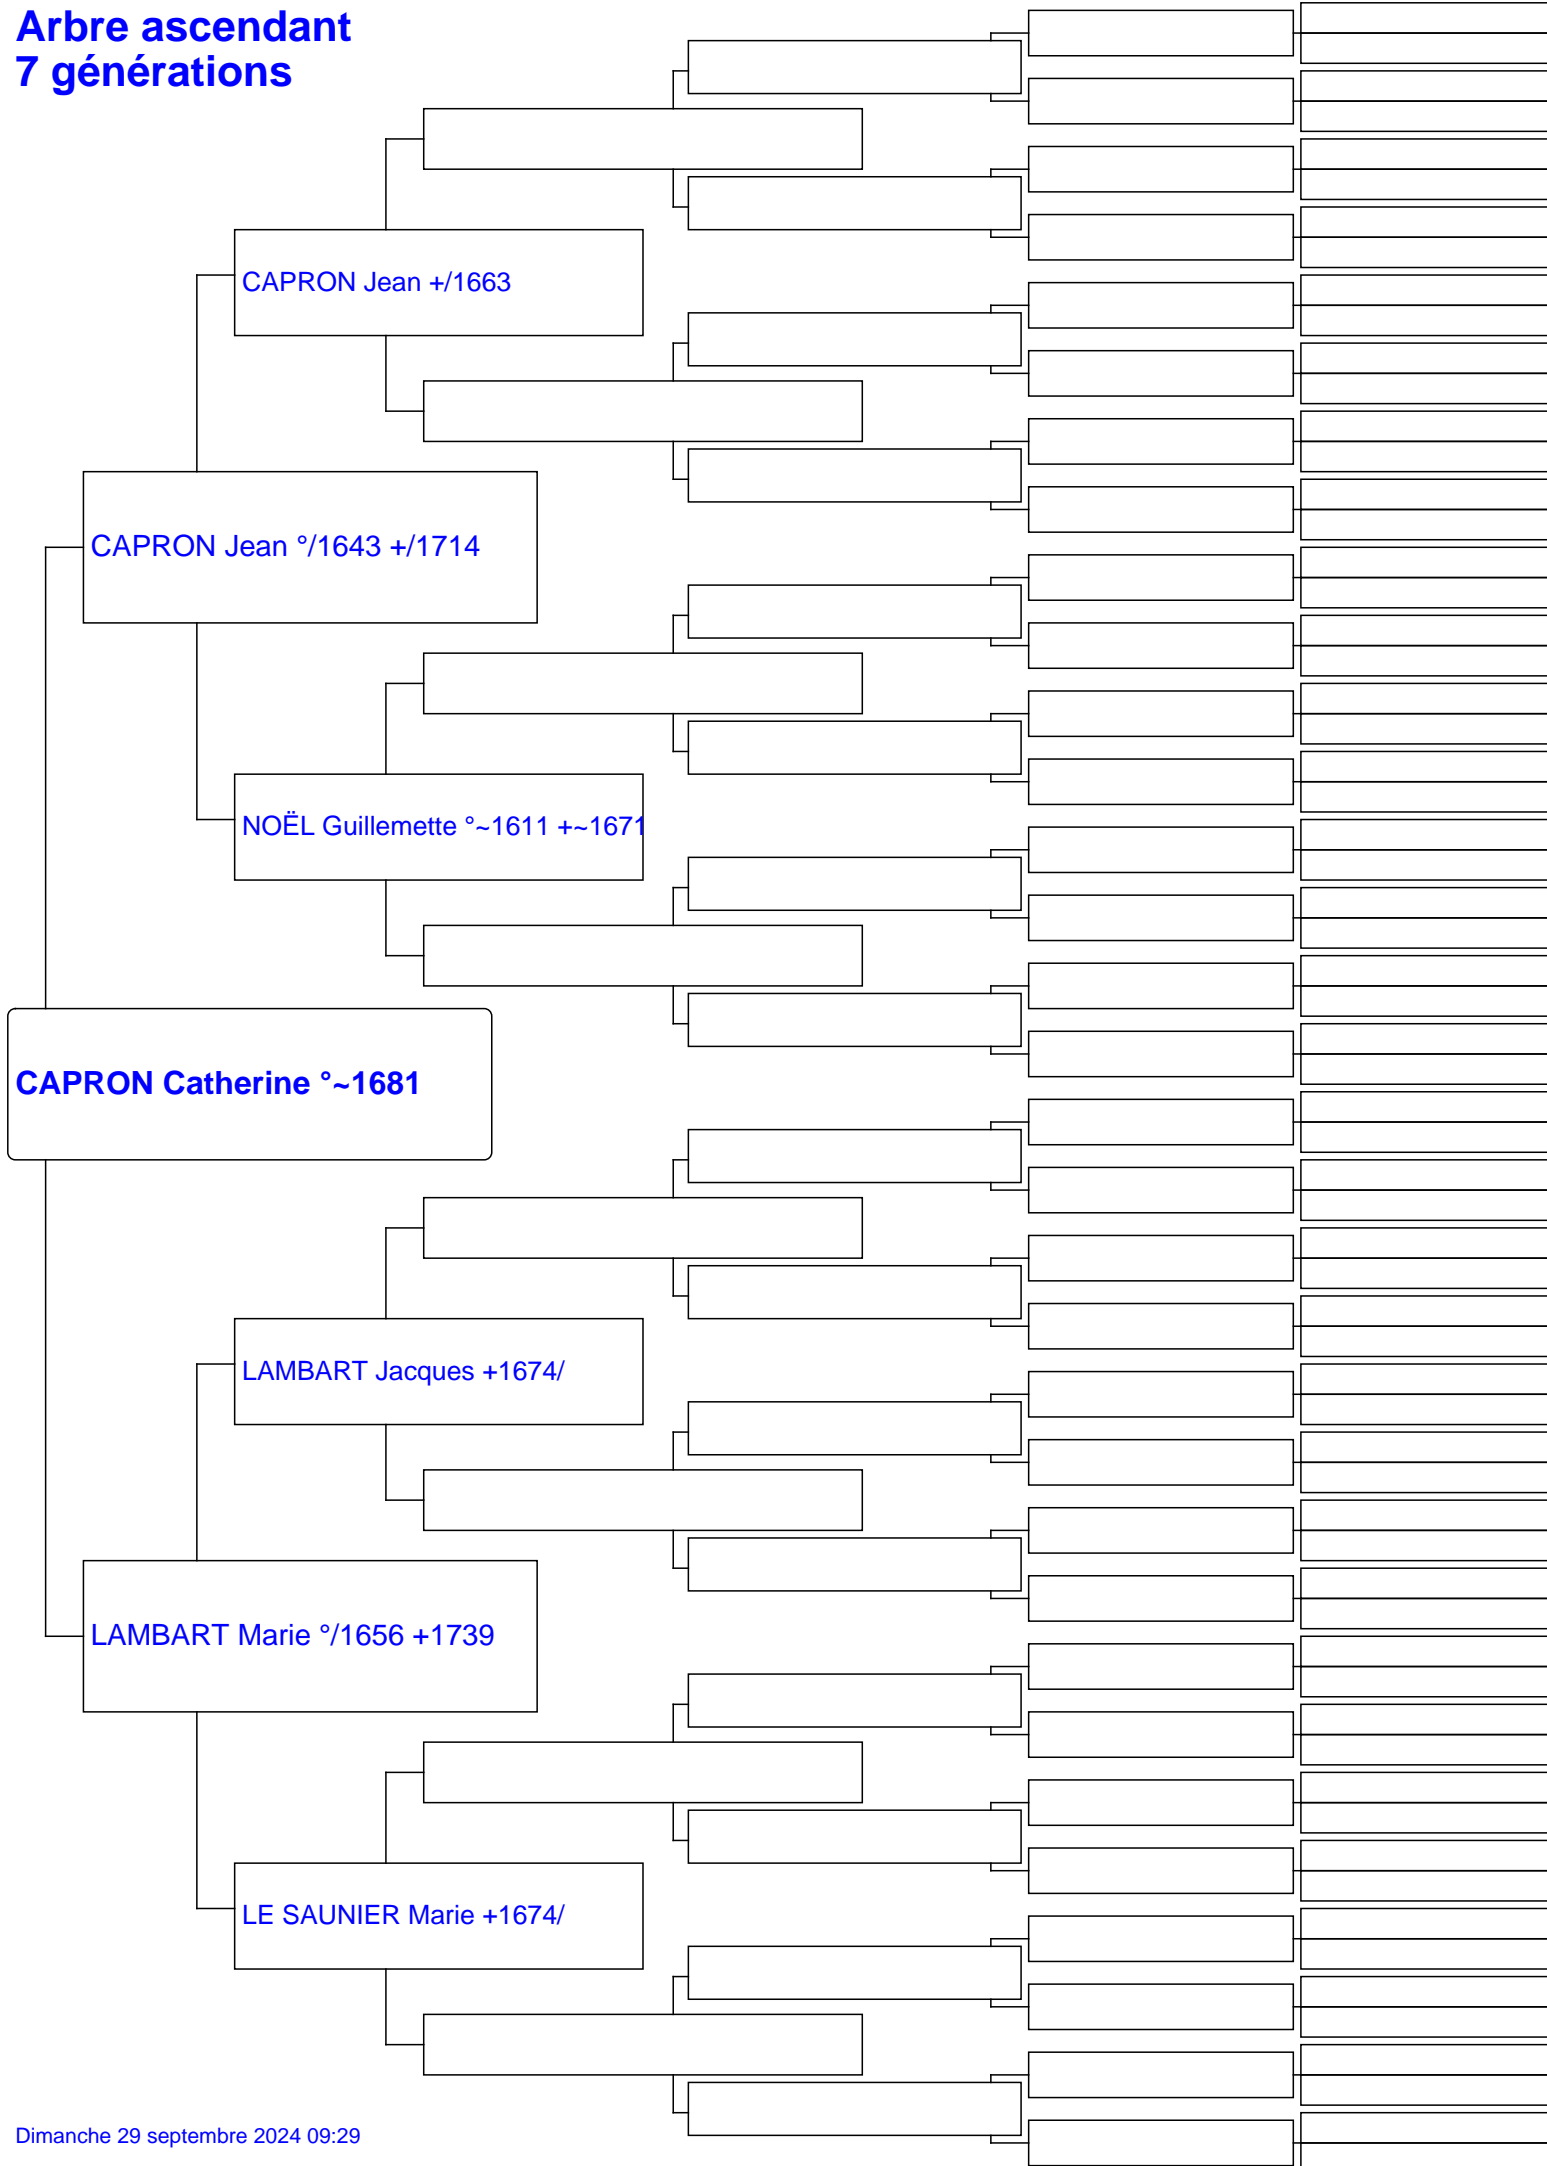 Arbre ascendant
7 générations
CAPRON Jean +/1663
CAPRON Jean °/1643 +/1714
NOËL Guillemette °~1611 +~1671
CAPRON Catherine °~1681
LAMBART Jacques +1674/
LAMBART Marie °/1656 +1739
LE SAUNIER Marie +1674/
Dimanche 29 septembre 2024 09:29